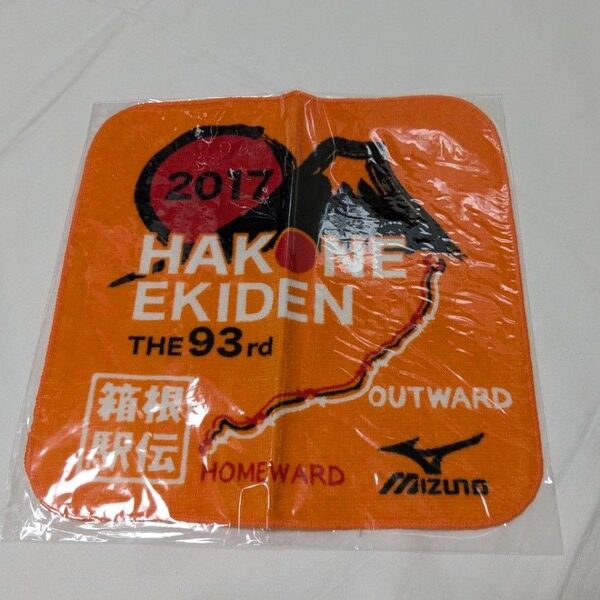 2017
HAKONE
EKIDEN
THE 93rd
箱根
駅伝
OUTWARD
HOMEWARD
MIZUNO